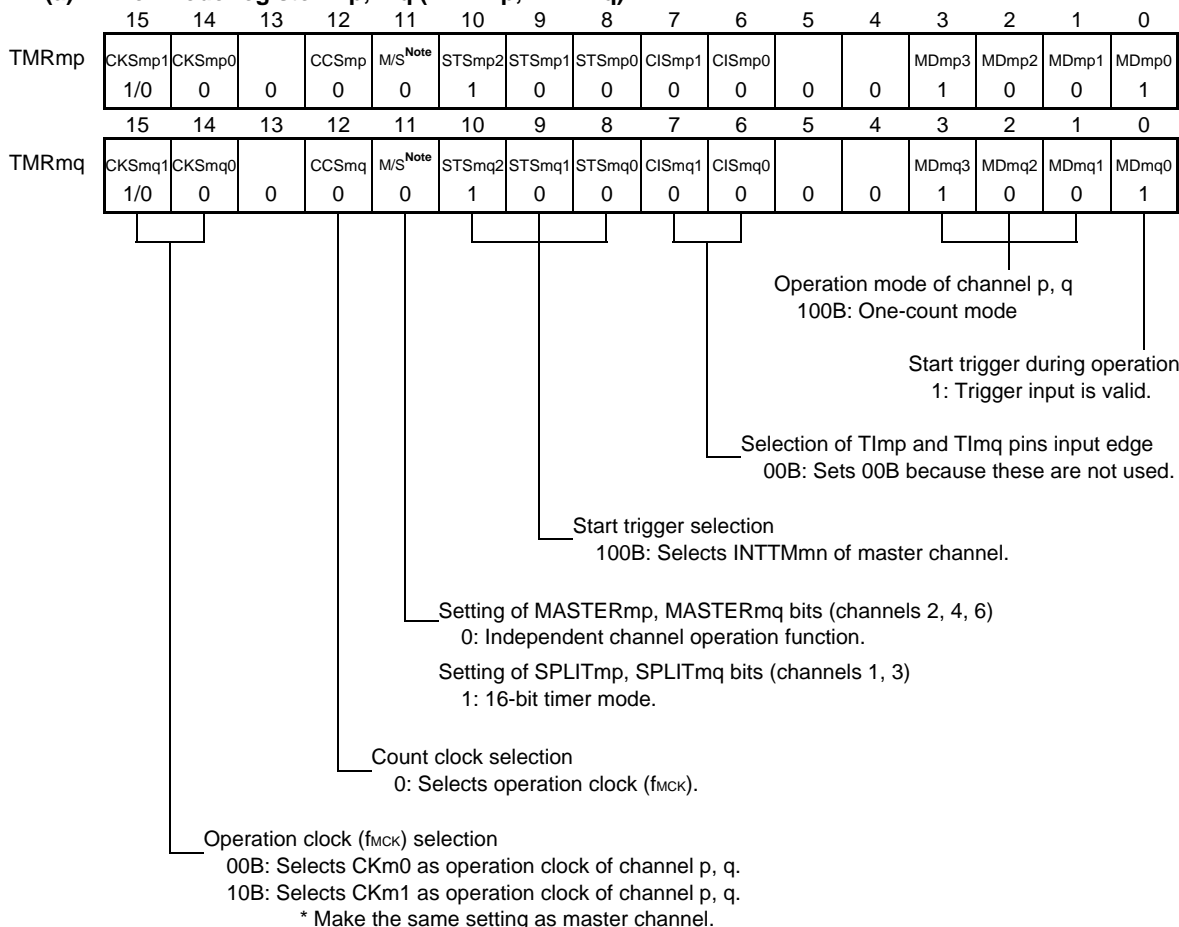 15 14 13 12 11 10 9 8 7 6 5 4 3 2 1 0
TMRmp CKSmp1 CKSmp0 CCSmp M/S Note STSmp2 STSmp1 STSmp0 CISmp1 CISmp0 MDmp3 MDmp2 MDmp1 MDmp0
1/0 0 0 0 0 1 0 0 0 0 0 0 1 0 0 1
15 14 13 12 11 10 9 8 7 6 5 4 3 2 1 0
TMRmq CKSmq1 CKSmq0 CCSmq M/S Note STSmq2 STSmq1 STSmq0 CISmq1 CISmq0 MDmq3 MDmq2 MDmq1 MDmq0
1/0 0 0 0 0 1 0 0 0 0 0 0 1 0 0 1
Operation mode of channel p, q
100B: One-count mode
Start trigger during operation
1: Trigger input is valid.
Selection of TImp and TImq pins input edge
00B: Sets 00B because these are not used.
Start trigger selection
100B: Selects INTTMmn of master channel.
Setting of MASTERmp, MASTERmq bits (channels 2, 4, 6)
0: Independent channel operation function.
Setting of SPLITmp, SPLITmq bits (channels 1, 3)
1: 16-bit timer mode.
Count clock selection
0: Selects operation clock (fMCK).
Operation clock (fMCK) selection
00B: Selects CKm0 as operation clock of channel p, q.
10B: Selects CKm1 as operation clock of channel p, q.
* Make the same setting as master channel.